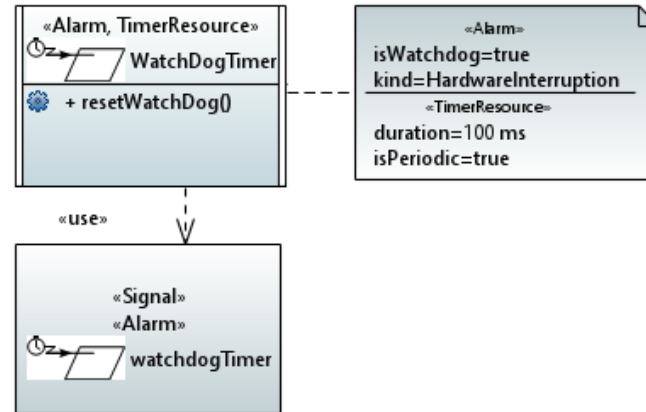 «Alarm, TimerResource»
WatchDogTimer
+ resetWatchDog()
«Alarm»
isWatchdog=true
kind=HardwareInterruption
«TimerResource»
duration=100 ms
isPeriodic=true
«use»
«Signal»
«Alarm»
watchdogTimer